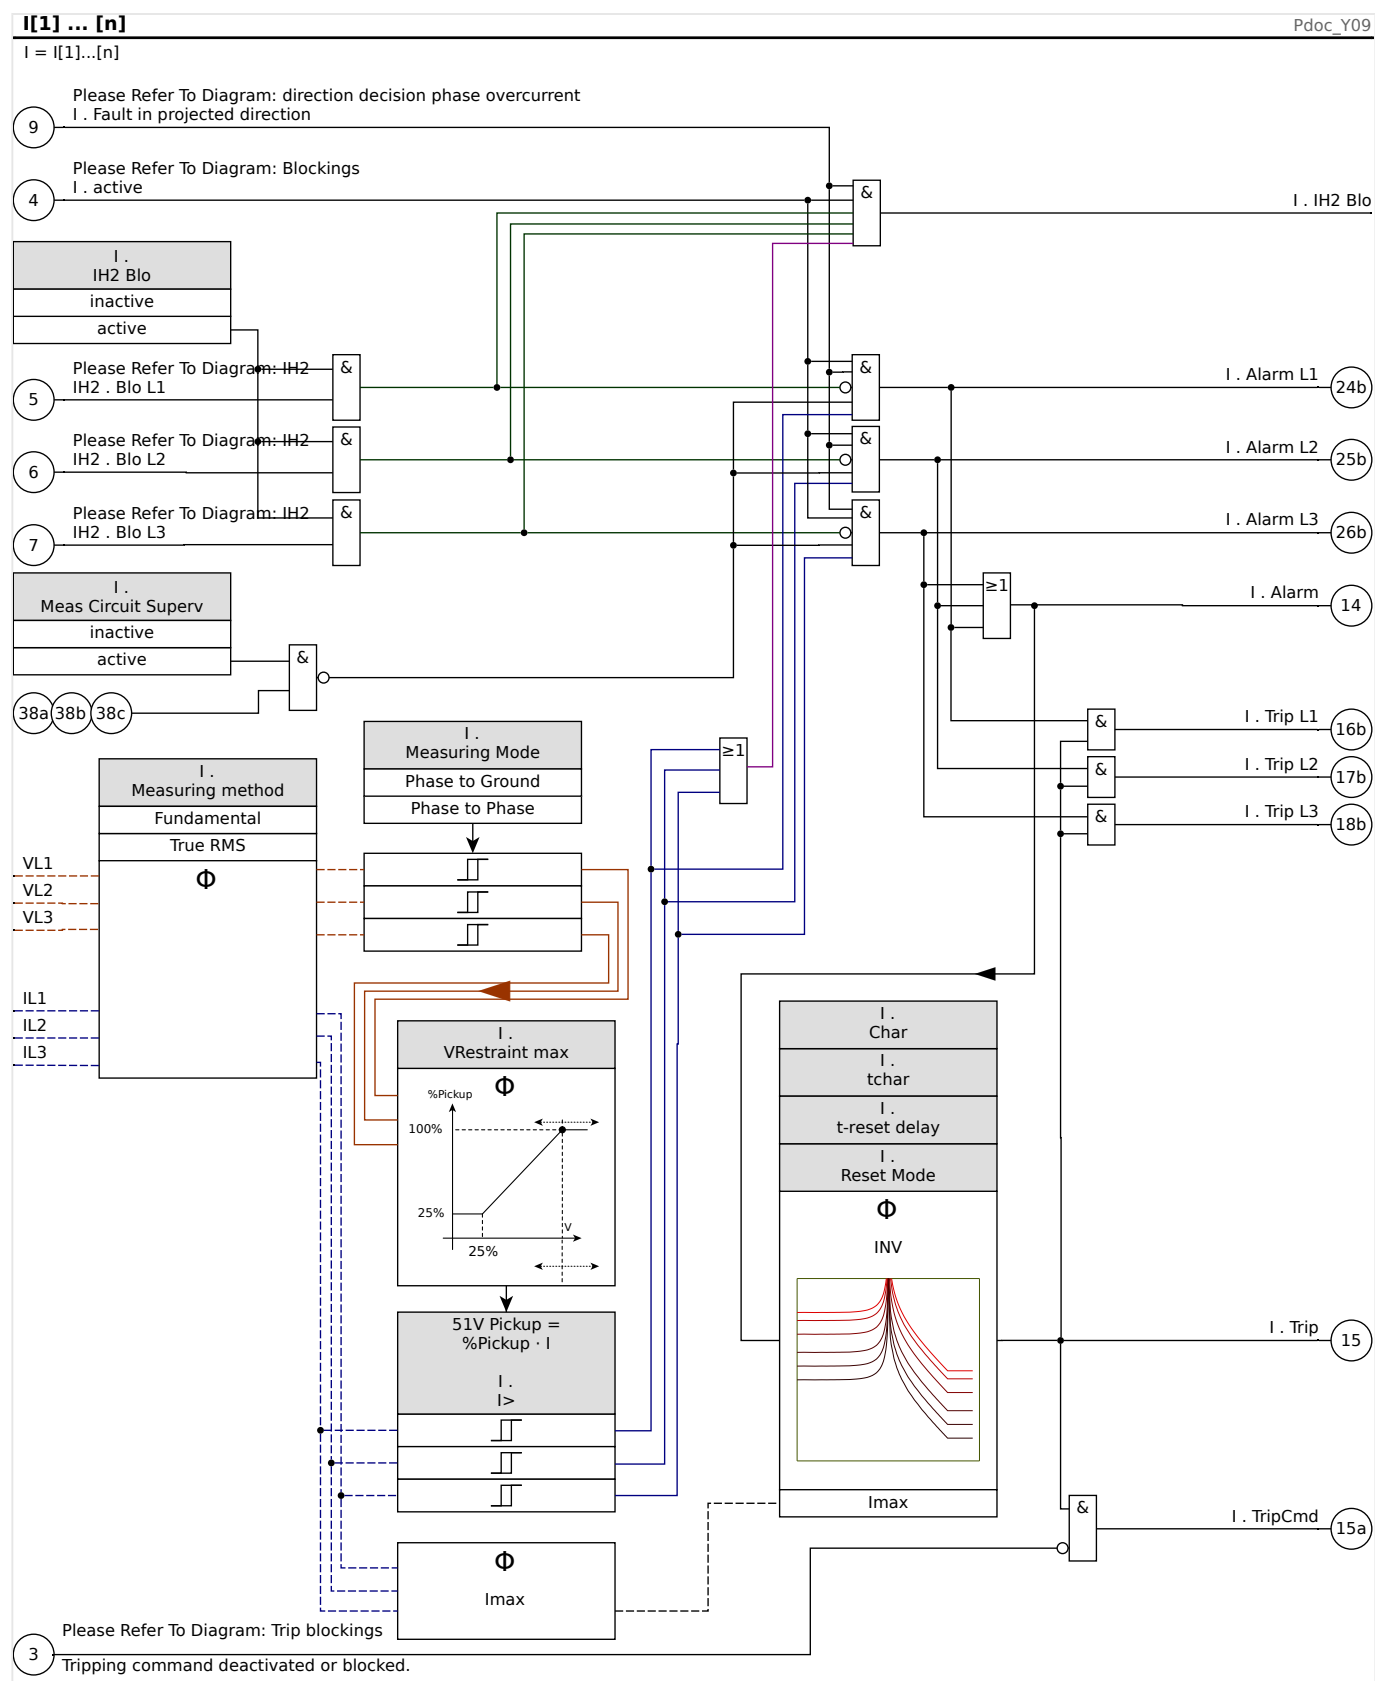 I[1] ... [n]
Pdoc_Y09
I = I[1]...[n]
Please Refer To Diagram: direction decision phase overcurrent
I . Fault in projected direction
9
Please Refer To Diagram: Blockings
I . active
4
&
I . IH2 Blo
I .
IH2 Blo
inactive
active
Please Refer To Diagram: IH2
IH2 . Blo L1
5
&
&
I . Alarm L1
24b
Please Refer To Diagram: IH2
IH2 . Blo L2
6
&
&
I . Alarm L2
25b
Please Refer To Diagram: IH2
IH2 . Blo L3
7
&
&
I . Alarm L3
26b
I .
Meas Circuit Superv
inactive
active
&
≥1
I . Alarm
14
38a
38b
38c
I .
Measuring Mode
Phase to Ground
Phase to Phase
≥1
&
I . Trip L1
16b
&
I . Trip L2
17b
&
I . Trip L3
18b
I .
Measuring method
Fundamental
True RMS
Φ
VL1
VL2
VL3
IL1
IL2
IL3
I .
VRestraint max
Φ
%Pickup
100%
25%
V
25%
51V Pickup =
%Pickup · I
I .
I>
Φ
Imax
I .
Char
I .
tchar
I .
t-reset delay
I .
Reset Mode
Φ
INV
Imax
I . Trip
15
&
I . TripCmd
15a
Please Refer To Diagram: Trip blockings
3
Tripping command deactivated or blocked.